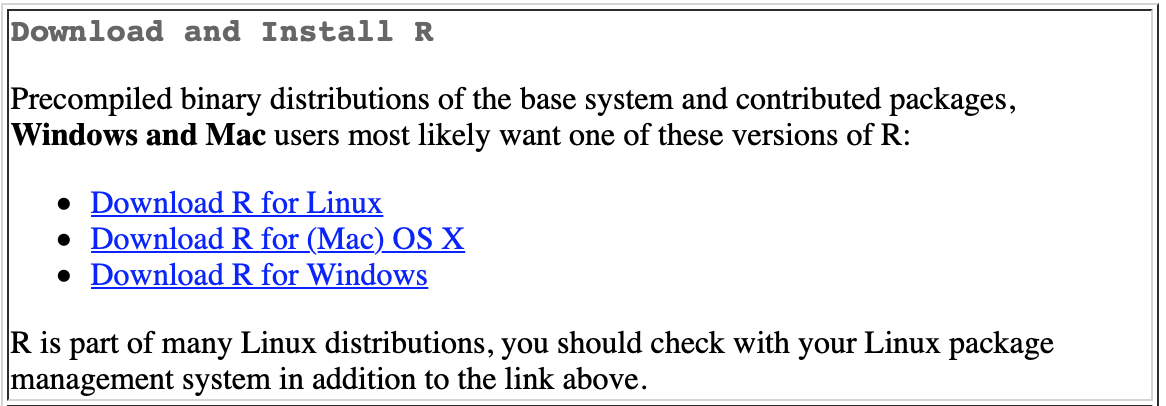 Download and Install R
Precompiled binary distributions of the base system and contributed packages,
Windows and Mac users most likely want one of these versions of R:
• Download R for Linux
• Download R for (Mac) OS X
• Download R for Windows
R is part of many Linux distributions, you should check with your Linux package
management system in addition to the link above.